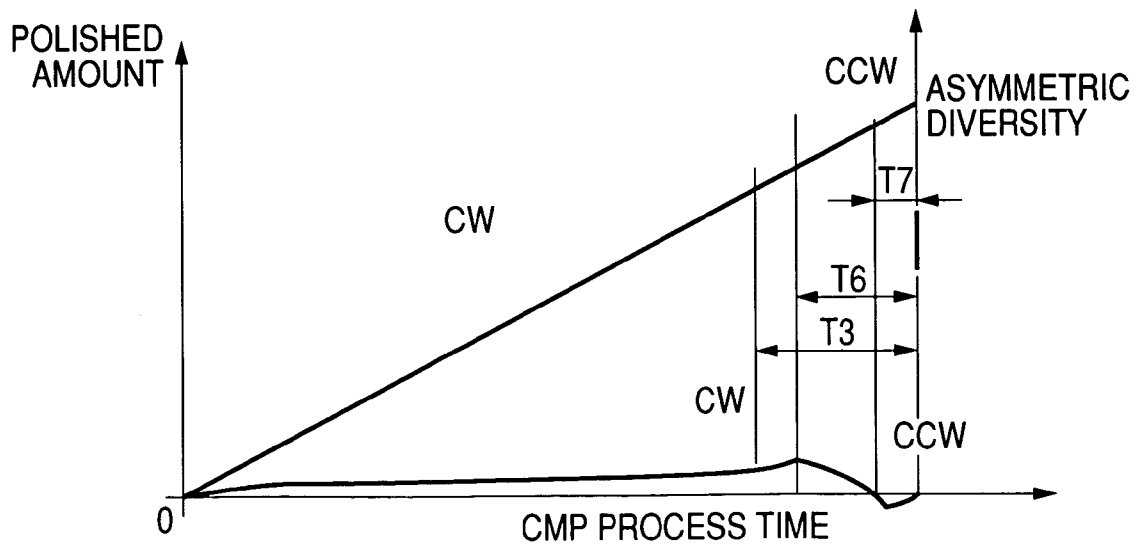 POLISHED
AMOUNT
CCW
ASYMMETRIC
DIVERSITY
T7
CW
T6
T3
CW
CCW
0
CMP PROCESS TIME